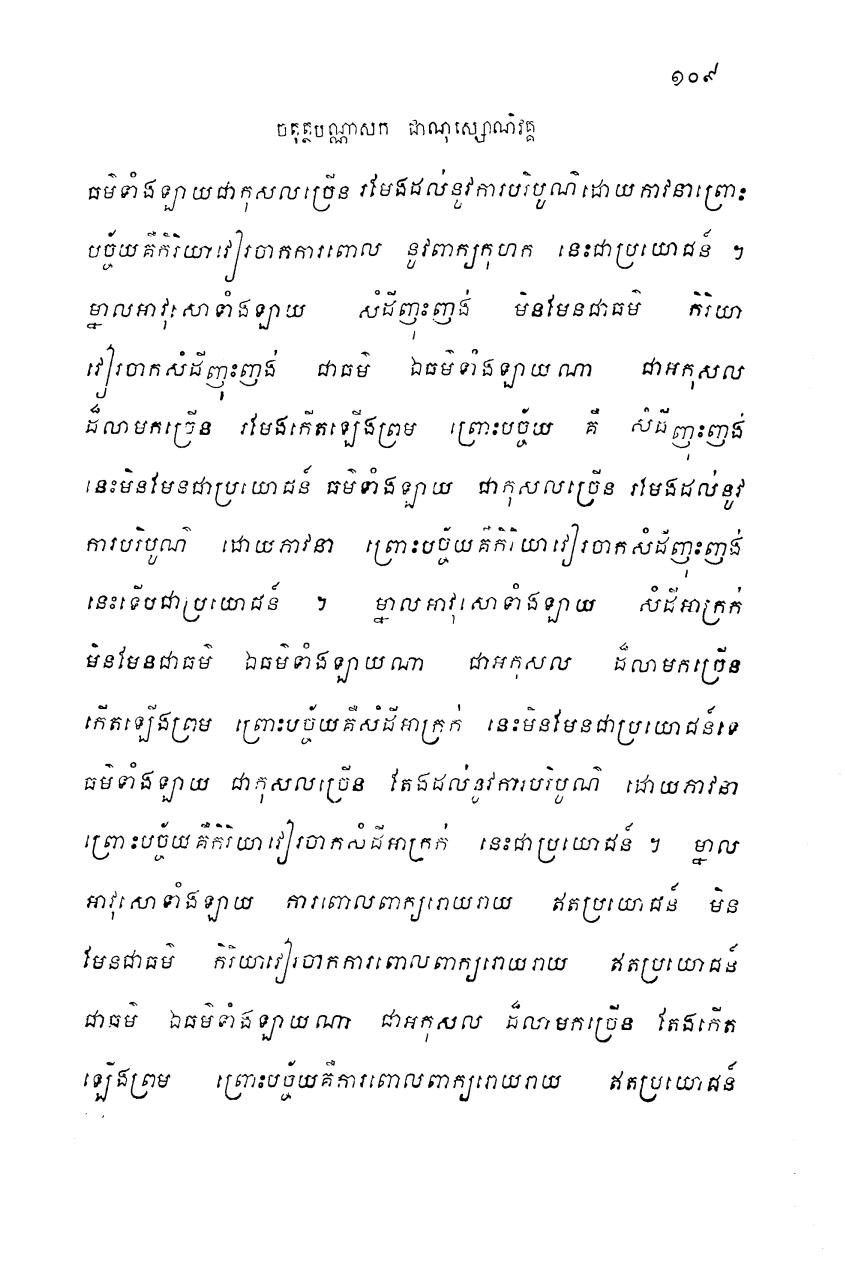 ១០៩
ចតុត្ថបណ្ណាសក ជាណុស្សោណិវគ្គ
ធម៌ទាំងឡាយជាកុសលច្រើន រមែងដល់នូវការបរិបូណ៌ដោយភាវនាព្រោះ
បច្ច័យគឺកិរិយាវៀរចាកការពោល នូវពាក្យកុហក នេះជាប្រយោជន៍ ។
ម្នាលអាវុសោទាំងឡាយ សំដីញុះញង់ មិនមែនជាធម៌ កិរិយា
វៀរចាកសំដីញុះញង់ ជាធម៌ ឯធម៌ទាំងឡាយណា ជាអកុសល
ដ៏លាមកច្រើន រមែងកើតឡើងព្រម ព្រោះបច្ច័យ គឺ សំដីញុះញង់
នេះមិនមែនជាប្រយោជន៍ ធម៌ទាំងឡាយ ជាកុសលច្រើន រមែងដល់នូវ
ការបរិបូណ៌ ដោយភាវនា ព្រោះបច្ច័យគឺកិរិយាវៀរចាកសំដីញុះញង់
នេះទើបជាប្រយោជន៍ ។ ម្នាលអាវុសោទាំងឡាយ សំដីអាក្រក់
មិនមែនជាធម៌ ឯធម៌ទាំងឡាយណា ជាអកុសល ដ៏លាមកច្រើន
កើតឡើងព្រម ព្រោះបច្ច័យគឺសំដីអាក្រក់ នេះមិនមែនជាប្រយោជន៍ទេ
ធម៌ទាំងឡាយ ជាកុសលច្រើន តែងដល់នូវការបរិបូណ៌ ដោយភាវនា
ព្រោះបច្ច័យគឺកិរិយាវៀរចាកសំដីអាក្រក់ នេះជាប្រយោជន៍ ។ ម្នាល
អាវុសោទាំងឡាយ ការពោលពាក្យរោយរាយ ឥតប្រយោជន៍ មិន
មែនជាធម៌ កិរិយាវៀរចាកការពោលពាក្យរោយរាយ ឥតប្រយោជន៍
ជាធម៌ ឯធម៌ទាំងឡាយណា ជាអកុសល ដ៏លាមកច្រើន តែងកើត
ឡើងព្រម ព្រោះបច្ច័យគឺការពោលពាក្យរោយរាយ ឥតប្រយោជន៍